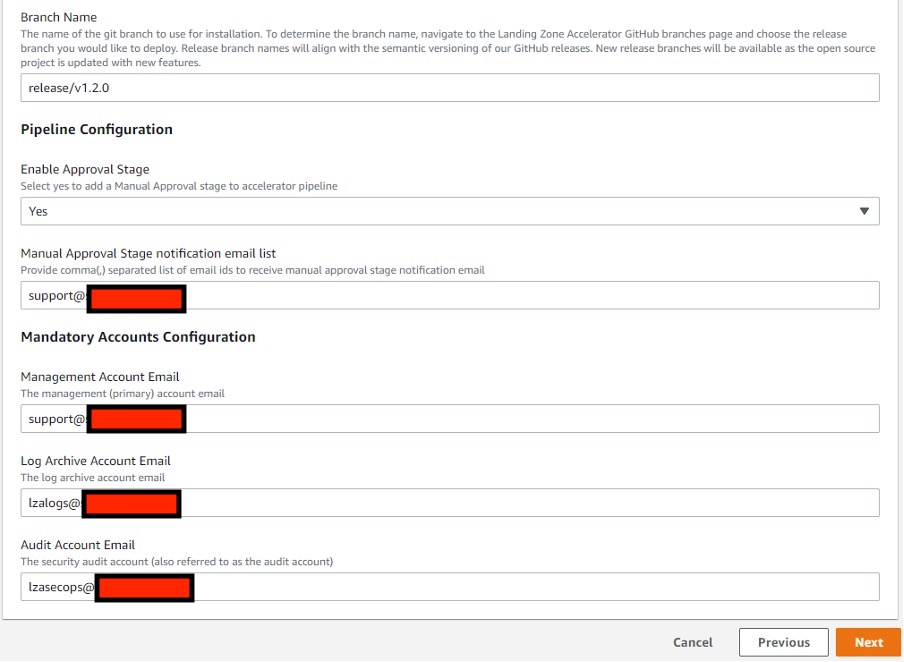 Branch Name
The name of the git branch to use for installation. To determine the branch name, navigate to the Landing Zone Accelerator GitHub branches page and choose the release
branch you would like to deploy. Release branch names will align with the semantic versioning of our GitHub releases. New release branches will be available as the open source
project is updated with new features.
release/v1.2.0
Pipeline Configuration
Enable Approval Stage
Select yes to add a Manual Approval stage to accelerator pipeline
Yes
Manual Approval Stage notification email list
Provide comma(,) separated list of email ids to receive manual approval stage notification email
support@
Mandatory Accounts Configuration
Management Account Email
The management (primary) account email
support@
Log Archive Account Email
The log archive account email
lzalogs@
Audit Account Email
The security audit account (also referred to as the audit account)
lzasecops@
Cancel
Previous
Next